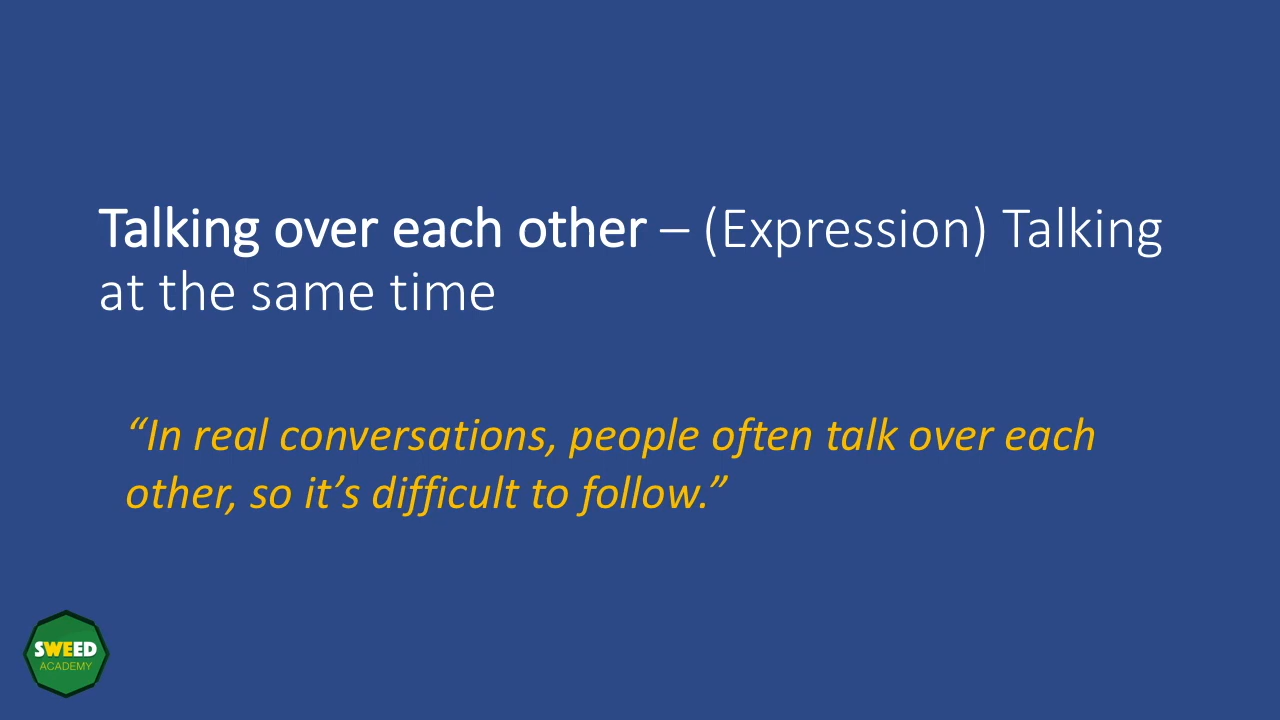 Talking over each other – (Expression) Talking
at the same time
“In real conversations, people often talk over each
other, so it’s difficult to follow.”
SWEED
ACADEMY